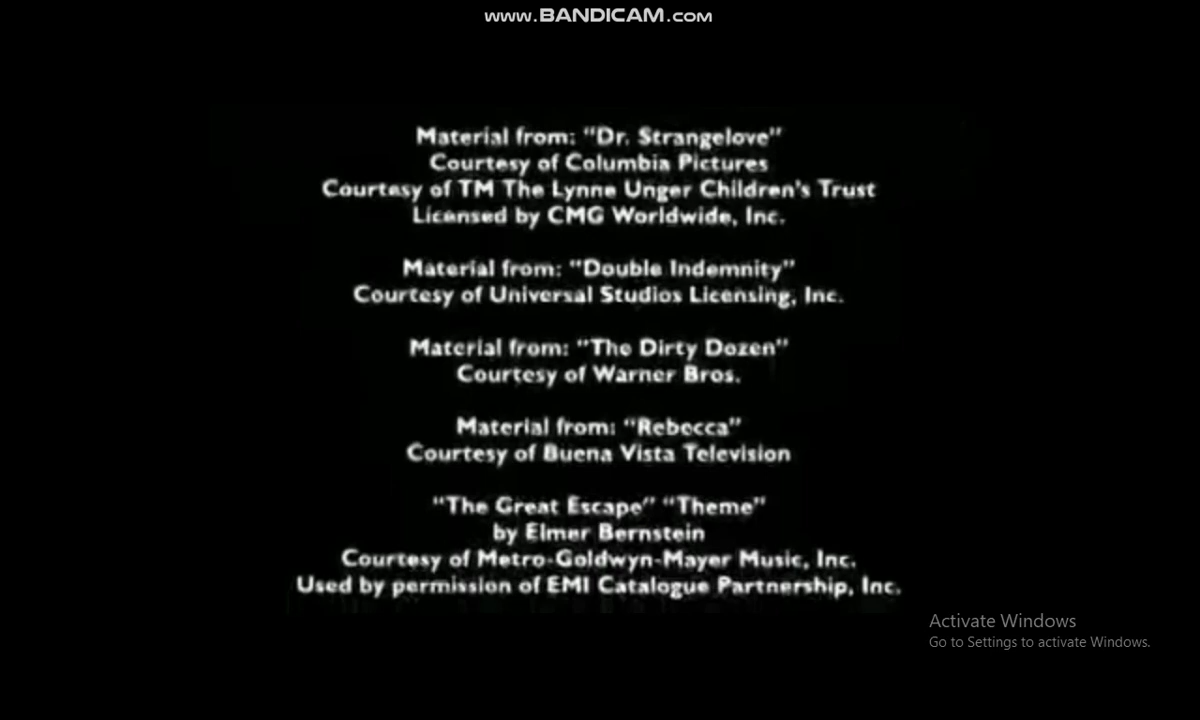 www.BANDICAM.com
Material from: "Dr. Strangelove"
Courtesy of Columbia Pictures
Courtesy of TM The Lynne Unger Children's Trust
Licensed by CMG Worldwide, Inc.
Material from: "Double Indemnity"
Courtesy of Universal Studios Licensing, Inc.
Material from: "The Dirty Dozen"
Courtesy of Warner Bros.
Material from: "Rebecca"
Courtesy of Buena Vista Television
"The Great Escape" "Theme"
by Elmer Bernstein
Courtesy of Metro-Goldwyn-Mayer Music, Inc.
Used by permission of EMI Catalogue Partnership, Inc.
Activate Windows
Go to Settings to activate Windows.